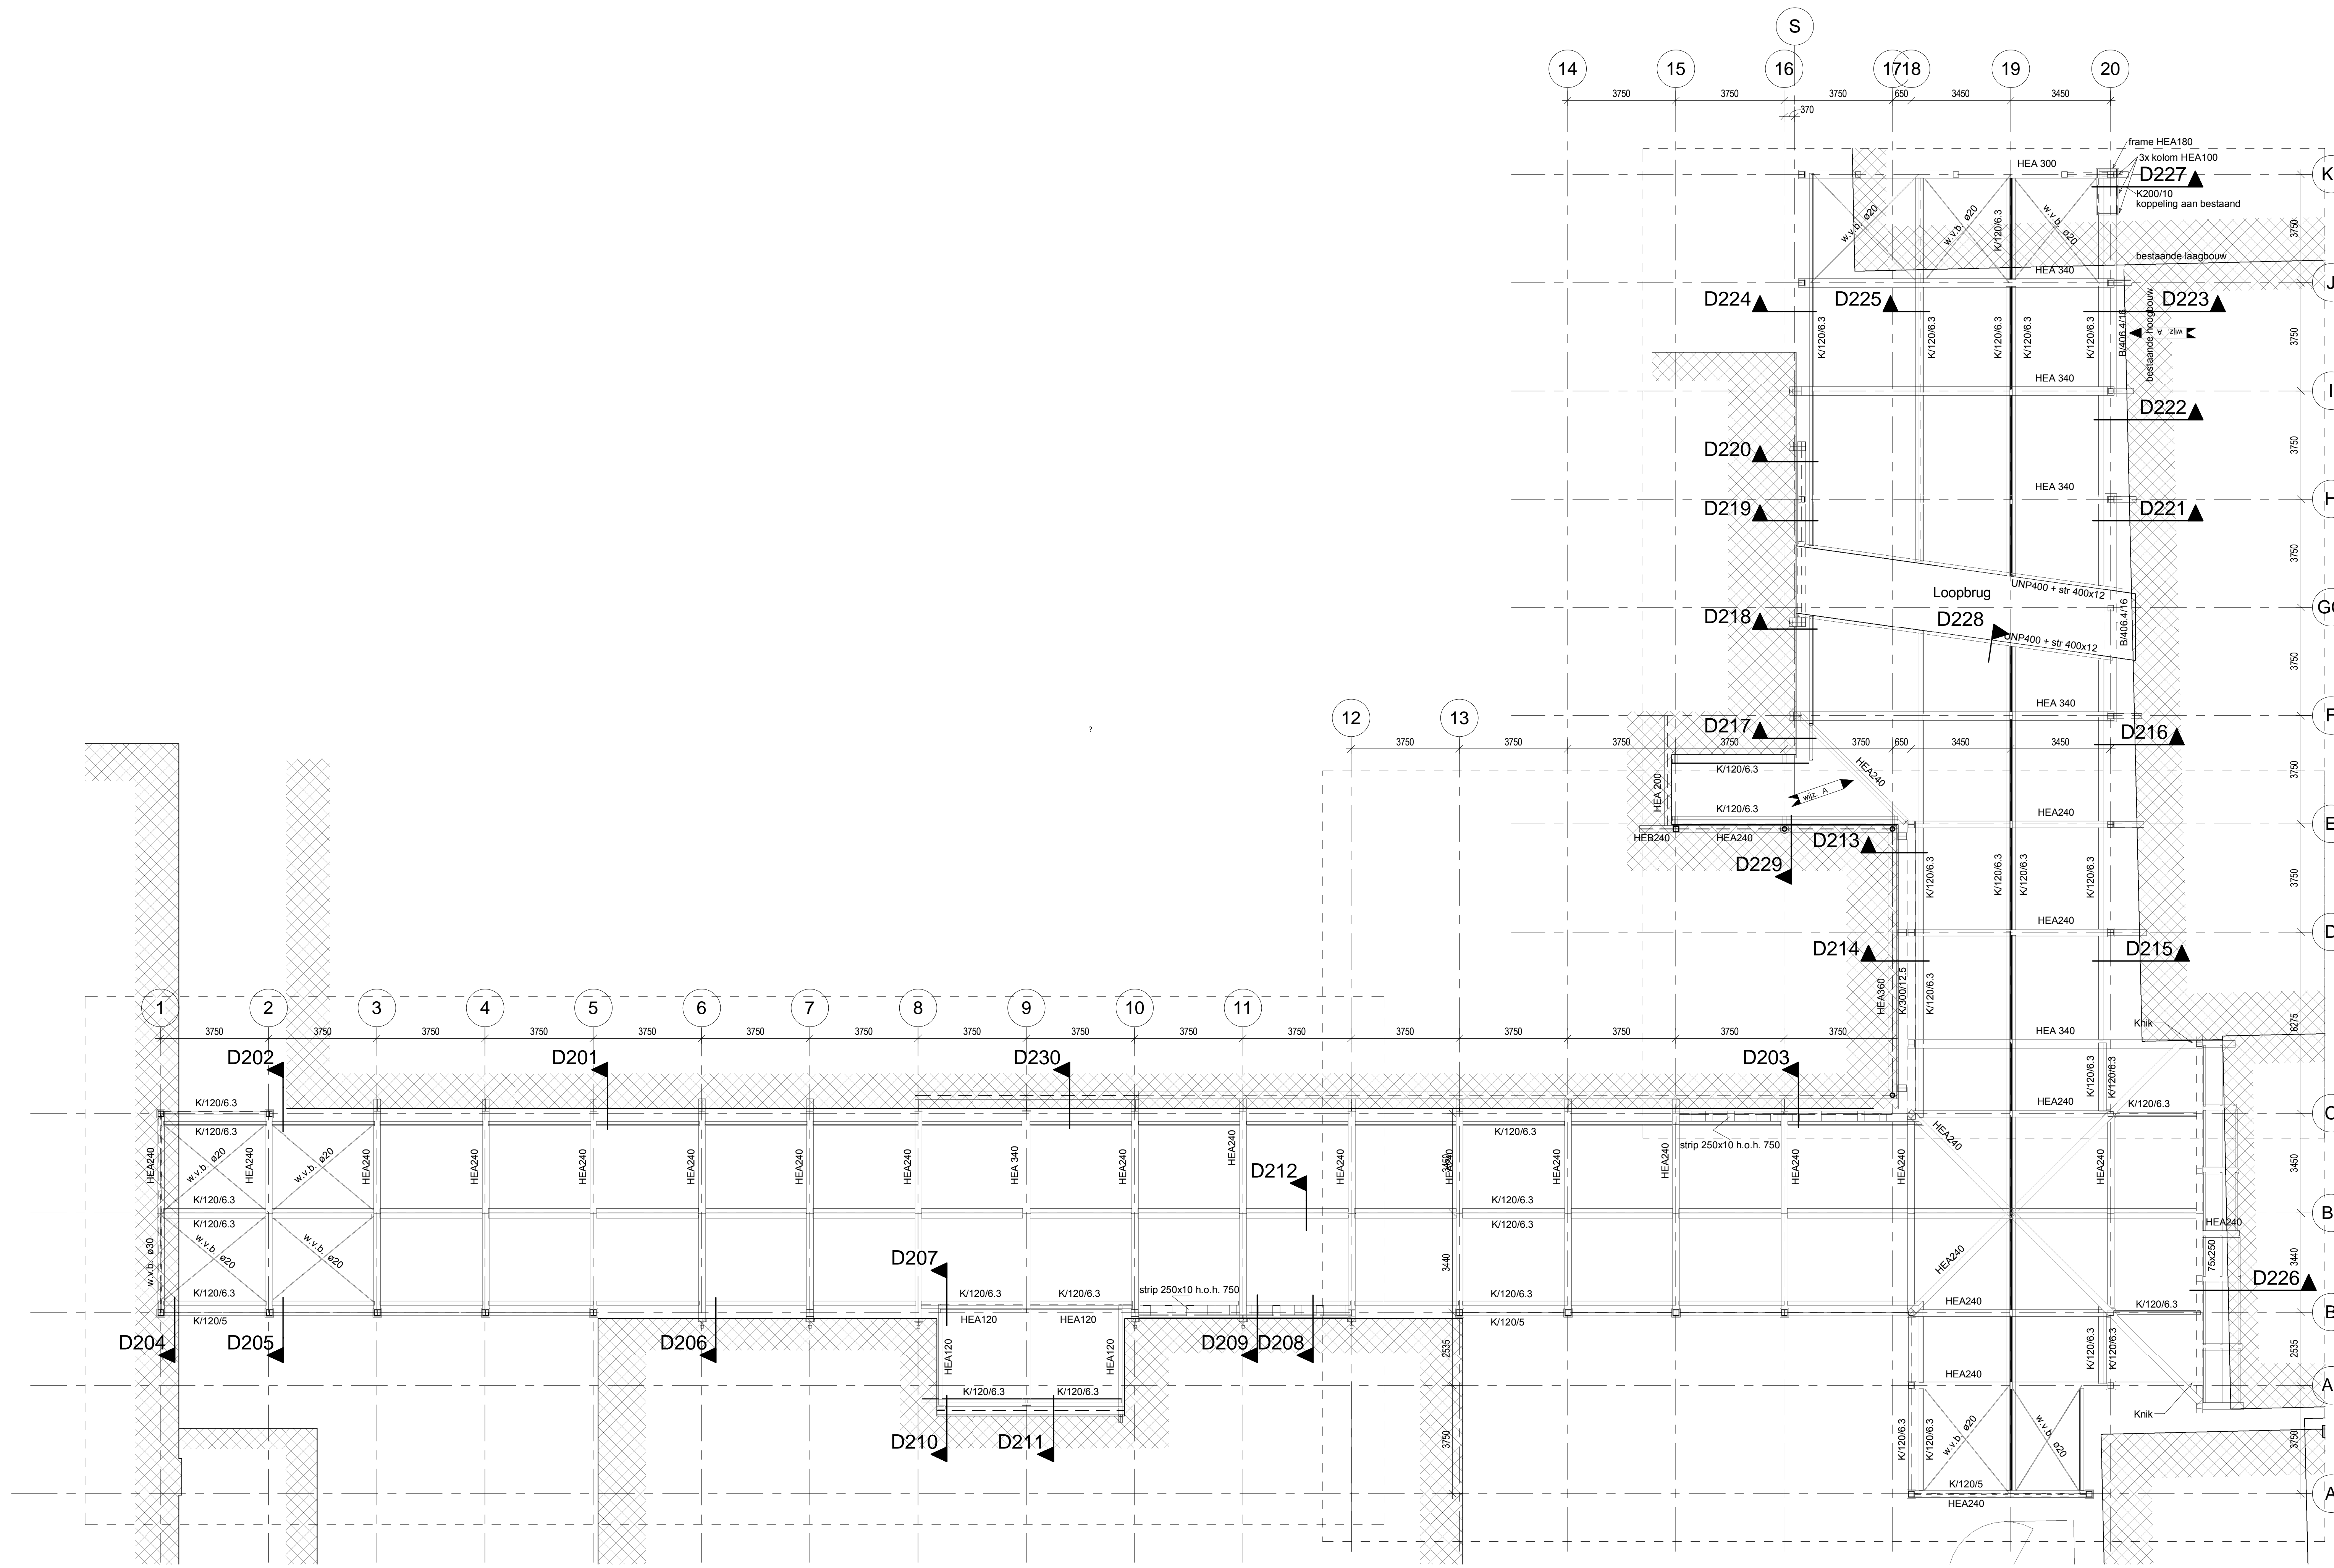 S
14 15 16 17 18 19 20
3750 3750 3750 650 3450 3450
370
frame HEA180
HEA 300
3x kolom HEA100
D227
K
K200/10
koppeling aan bestaand
w.v.b. ø20
w.v.b. ø20
K/120/6.3
w.v.b. ø20
3750
bestaande laagbouw
HEA 340
J
D224 D225 D223
K/120/6.3 K/120/6.3 K/120/6.3 K/120/6.3 K/120/6.3 B/406.4/16
bestaande hoogbouw
wijz. A
3750
HEA 340
I
D222
D220
3750
HEA 340
H
D219 D221
3750
UNP400 + str 400x12
Loopbrug
D218 D228
B/406.4/16
UNP400 + str 400x12
3750
HEA 340
F
12 13
D217 D216
3750 3750 3750 3750 3750 650 3450 3450
K/120/6.3
HEA240
HEA 200
wijz. A
3750
K/120/6.3
HEA240
E
HEB240 HEA240
D213
D229
K/120/6.3 K/120/6.3 K/120/6.3 K/120/6.3
3750
HEA240
D
D214 D215
HEA360 K/300/12.5 K/120/6.3
1 2 3 4 5 6 7 8 9 10 11
3750 3750 3750 3750 3750 3750 3750 3750 3750 3750 3750 3750 3750 3750 3750 3750
Knik
HEA 340
6275
D202 D201 D230 D203
K/120/6.3 K/120/6.3
K/120/6.3
HEA240 K/120/6.3
C
K/120/6.3
K/120/6.3
strip 250x10 h.o.h. 750
HEA240
HEA240 HEA240 HEA240 HEA240 HEA240 HEA240 HEA240 HEA240 HEA 340 HEA240 HEA240 HEA240 HEA240 HEA240 HEA240 HEA240 HEA240 HEA240
w.v.b. ø20 w.v.b. ø20
3450 3450
D212
K/120/6.3 K/120/6.3
B
K/120/6.3 K/120/6.3
HEA240
w.v.b. ø30
w.v.b. ø20 w.v.b. ø20
HEA240
75x250
3440 3440
D207
D226
K/120/6.3 K/120/6.3 K/120/6.3 strip 250x10 h.o.h. 750 K/120/6.3
HEA240 K/120/6.3
B
K/120/5 HEA120 HEA120 K/120/5
D204 D205 D206 D209 D208
HEA120 HEA120
2535 K/120/6.3 K/120/6.3 2535
HEA240
A
K/120/6.3 K/120/6.3
Knik
D210 D211
3750 K/120/6.3 K/120/6.3 w.v.b. ø20 w.v.b. ø20 3750
K/120/5
A
HEA240
?